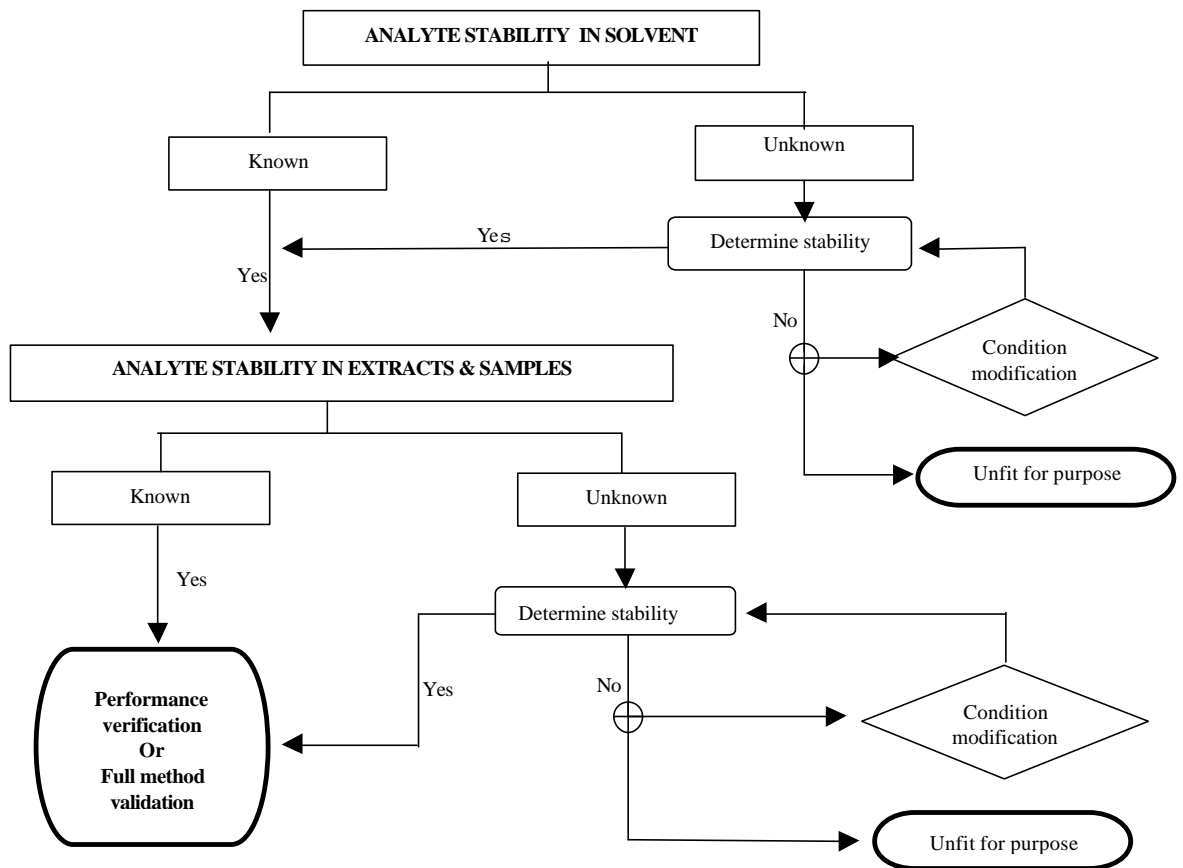 ANALYTE STABILITY IN SOLVENT
Known
Unknown
Yes
Determine stability
Yes
No
Condition
modification
ANALYTE STABILITY IN EXTRACTS & SAMPLES
Unfit for purpose
Known
Unknown
Yes
Determine stability
Yes
No
Performance
verification
Or
Full method
validation
Condition
modification
Unfit for purpose